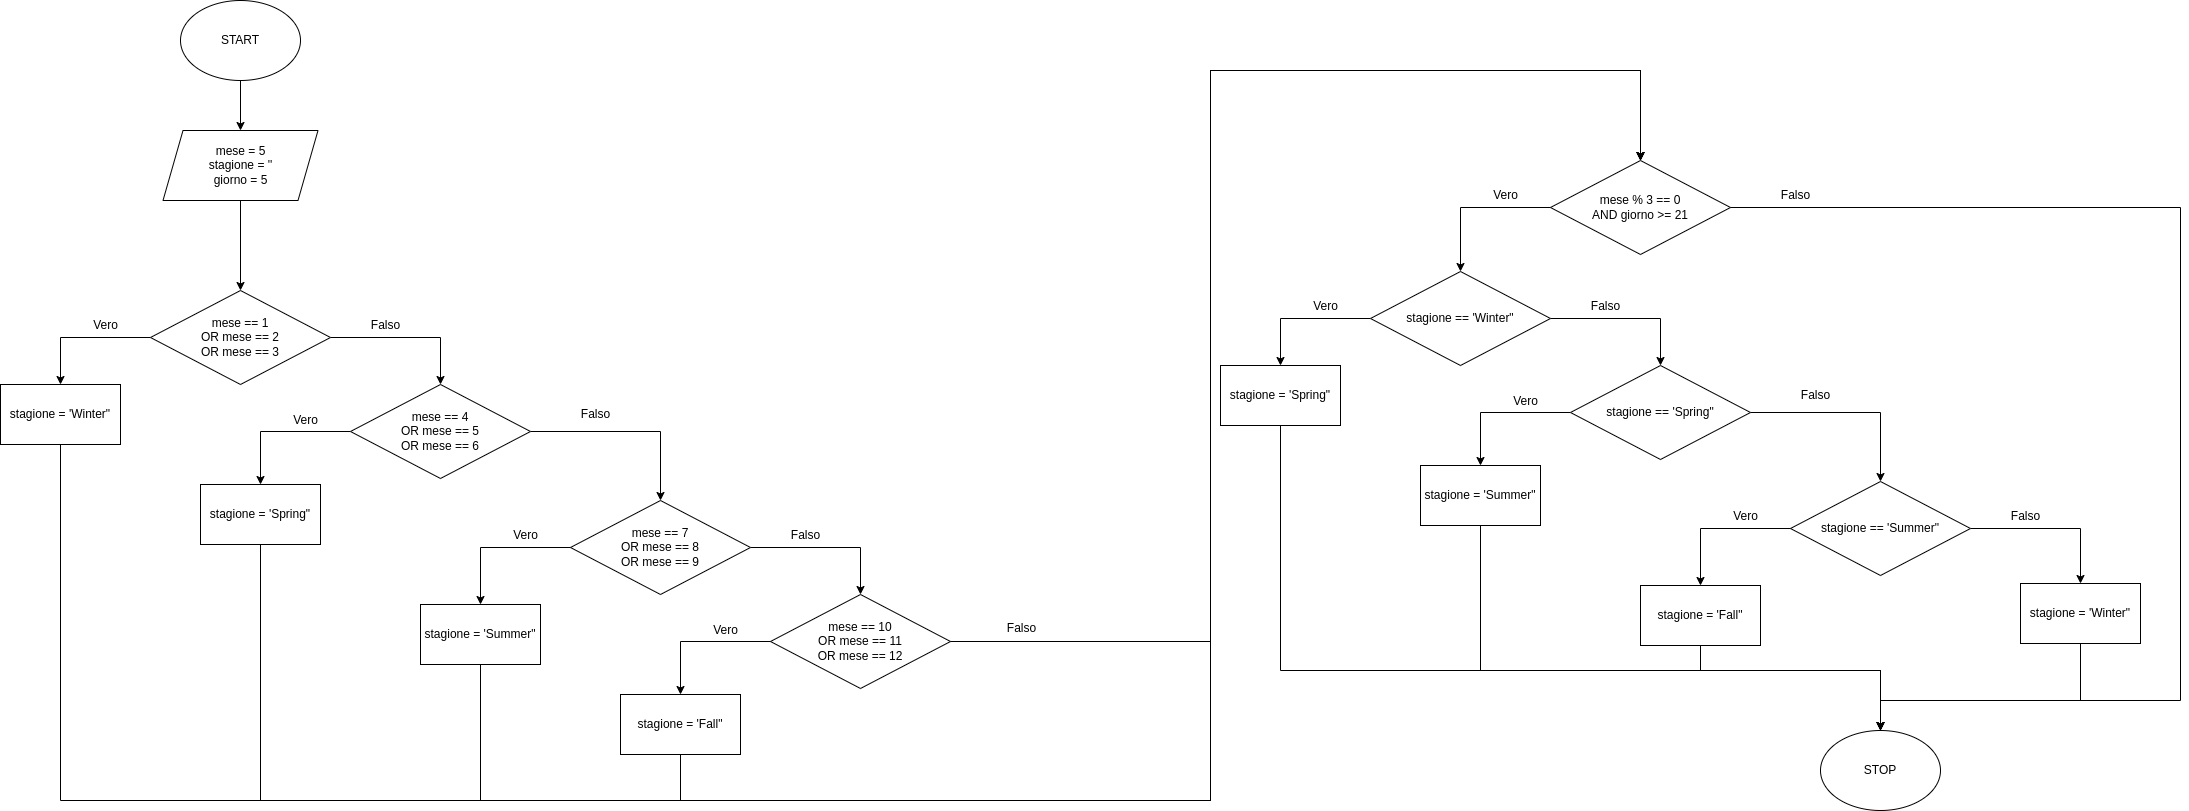 START
mese = 5
stagione = "
giorno = 5
Vero
mese == 1
OR mese == 2
OR mese == 3
Falso
stagione = 'Winter"
Vero
mese == 4
OR mese == 5
OR mese == 6
Falso
stagione = 'Spring"
Vero
mese == 7
OR mese == 8
OR mese == 9
Falso
stagione = 'Summer"
Vero
mese == 10
OR mese == 11
OR mese == 12
Falso
stagione = 'Fall"
Vero
mese % 3 == 0
AND giorno >= 21
Falso
Vero
stagione == 'Winter"
Falso
stagione = 'Spring"
Vero
stagione == 'Spring"
Falso
stagione = 'Summer"
Vero
stagione == 'Summer"
Falso
stagione = 'Fall"
stagione = 'Winter"
STOP